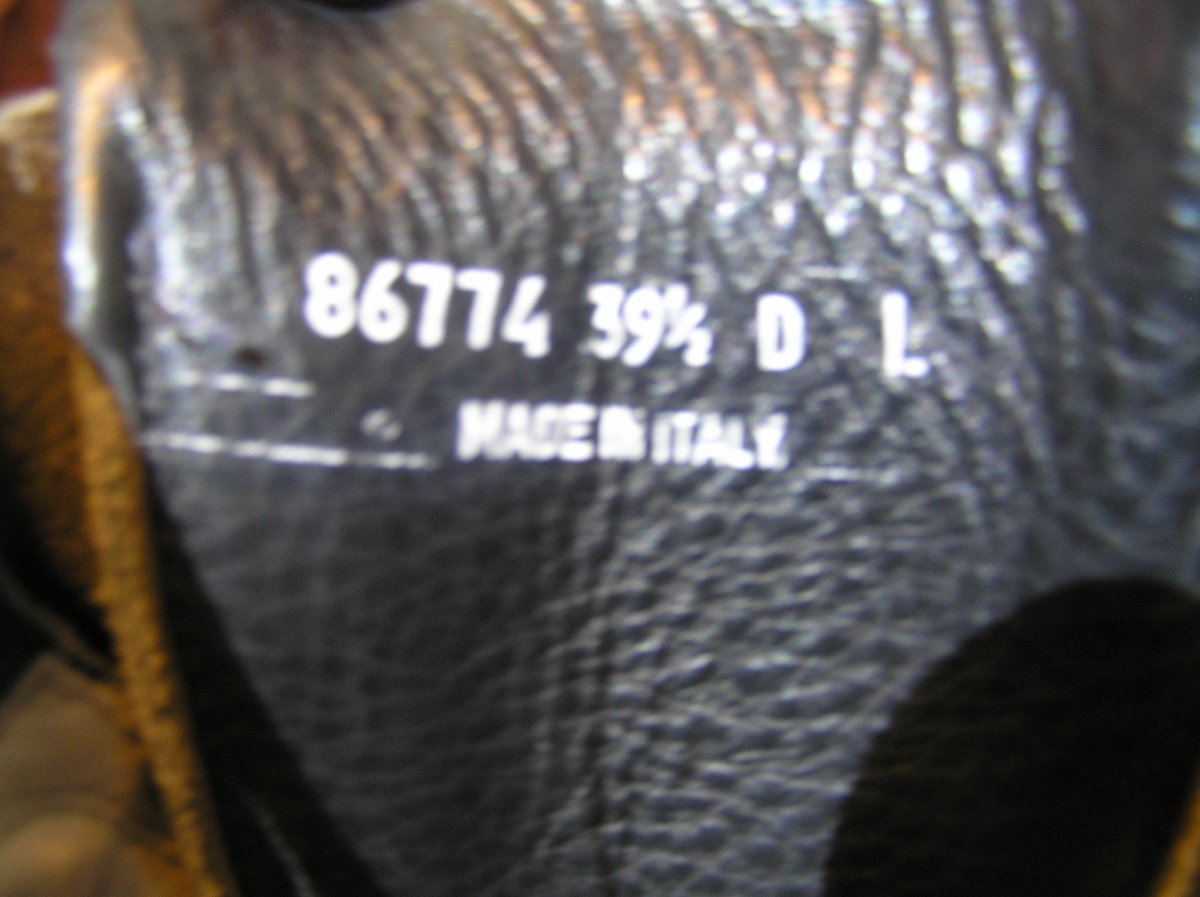 86774 39½ D L
MADE IN ITALY